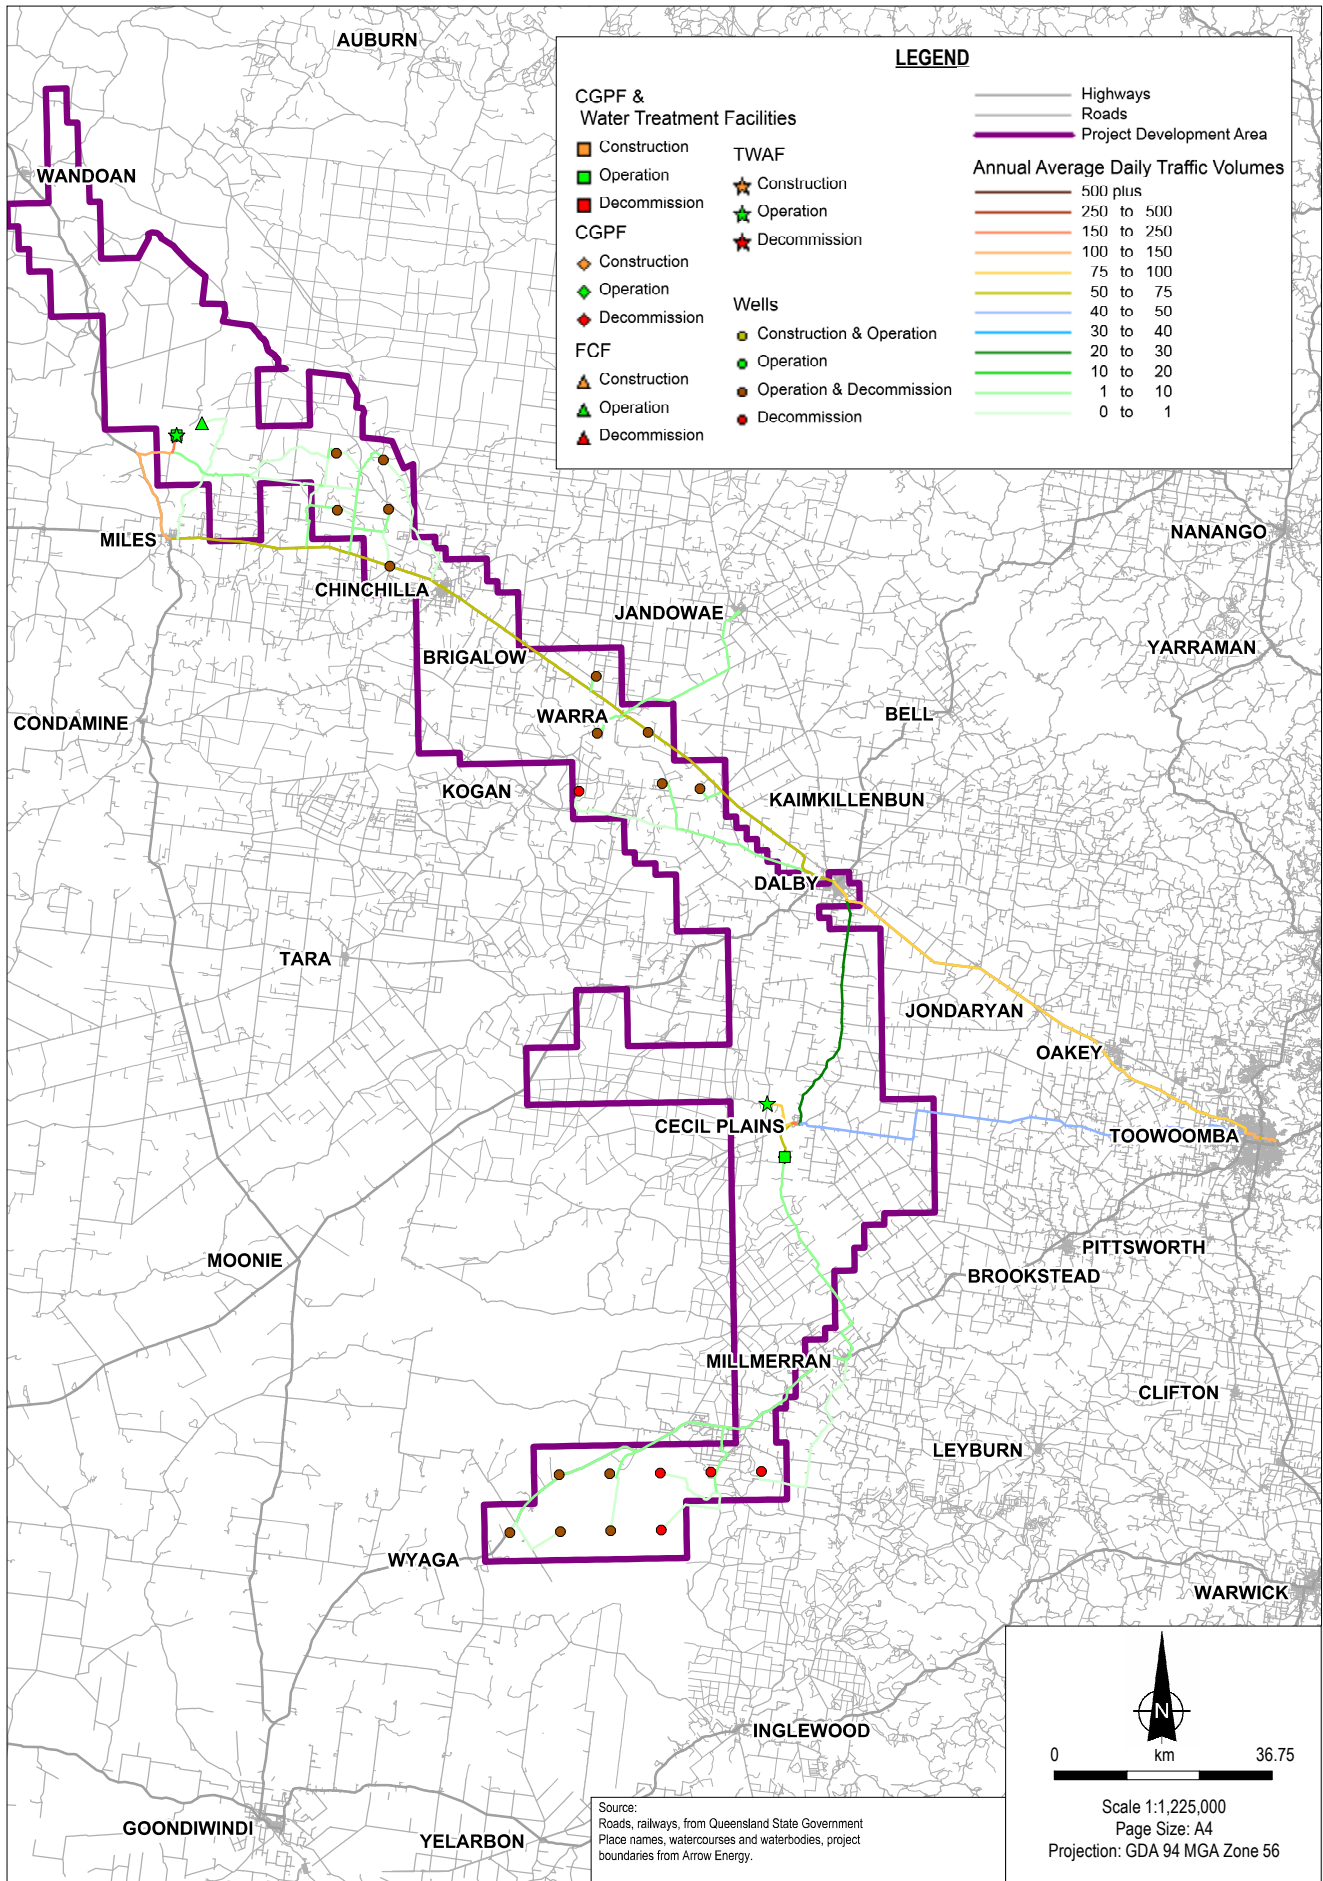 AUBURN
WANDOAN
MILES
CHINCHILLA
JANDOWAE
NANANGO
YARRAMAN
BRIGALOW
WARRA
BELL
CONDAMINE
KOGAN
KAIMKILLENBUN
DALBY
TARA
JONDARYAN
OAKEY
CECIL PLAINS
TOOWOOMBA
MOONIE
PITTSWORTH
BROOKSTEAD
MILLMERRAN
CLIFTON
LEYBURN
WYAGA
WARWICK
INGLEWOOD
GOONDIWINDI
YELARBON
LEGEND
CGPF &
Water Treatment Facilities
Construction
Operation
Decommission
CGPF
Construction
Operation
Decommission
FCF
Construction
Operation
Decommission
TWAF
Construction
Operation
Decommission
Wells
Construction & Operation
Operation
Operation & Decommission
Decommission
Highways
Roads
Project Development Area
Annual Average Daily Traffic Volumes
500 plus
250 to 500
150 to 250
100 to 150
75 to 100
50 to 75
40 to 50
30 to 40
20 to 30
10 to 20
1 to 10
0 to 1
N
0 km 36.75
Scale 1:1,225,000
Page Size: A4
Projection: GDA 94 MGA Zone 56
Source:
Roads, railways, from Queensland State Government
Place names, watercourses and waterbodies, project
boundaries from Arrow Energy.